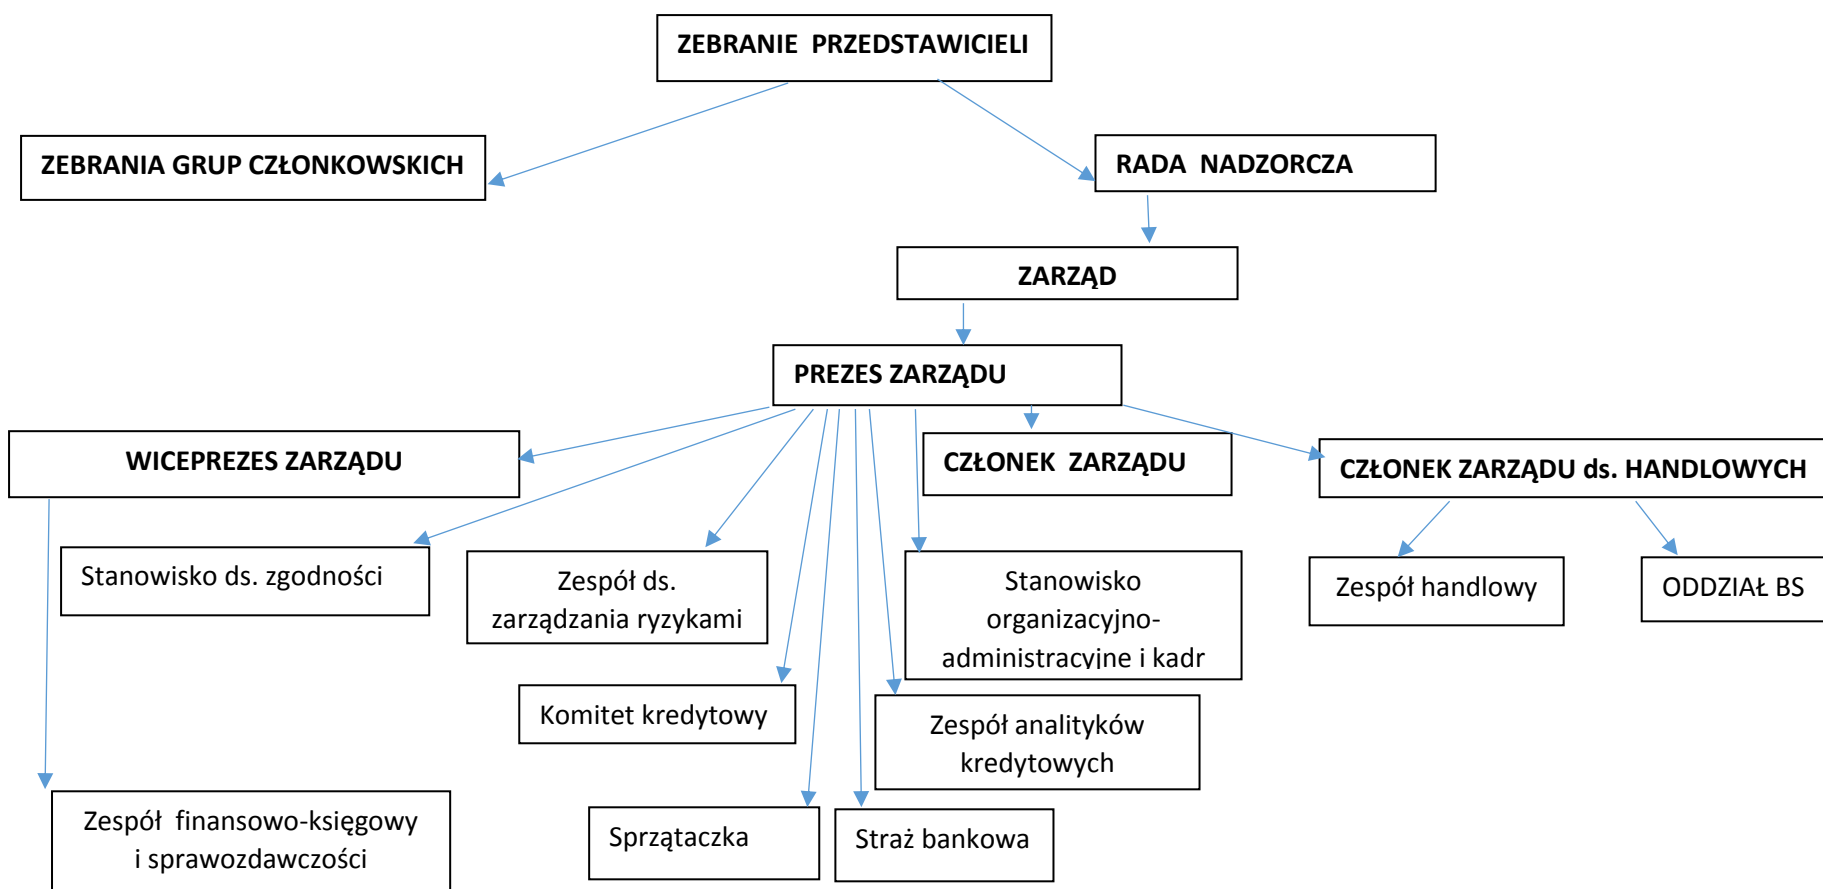 ZEBRANIE PRZEDSTAWICIELI
ZEBRANIA GRUP CZŁONKOWSKICH
RADA NADZORCZA
ZARZĄD
PREZES ZARZĄDU
WICEPREZES ZARZĄDU
CZŁONEK ZARZĄDU
CZŁONEK ZARZĄDU ds. HANDLOWYCH
Stanowisko ds. zgodności
Zespół ds.
zarządzania ryzykami
Stanowisko
organizacyjno-
administracyjne i kadr
Zespół handlowy
ODDZIAŁ BS
Komitet kredytowy
Zespół analityków
kredytowych
Zespół finansowo-księgowy
i sprawozdawczości
Sprzątaczka
Straż bankowa